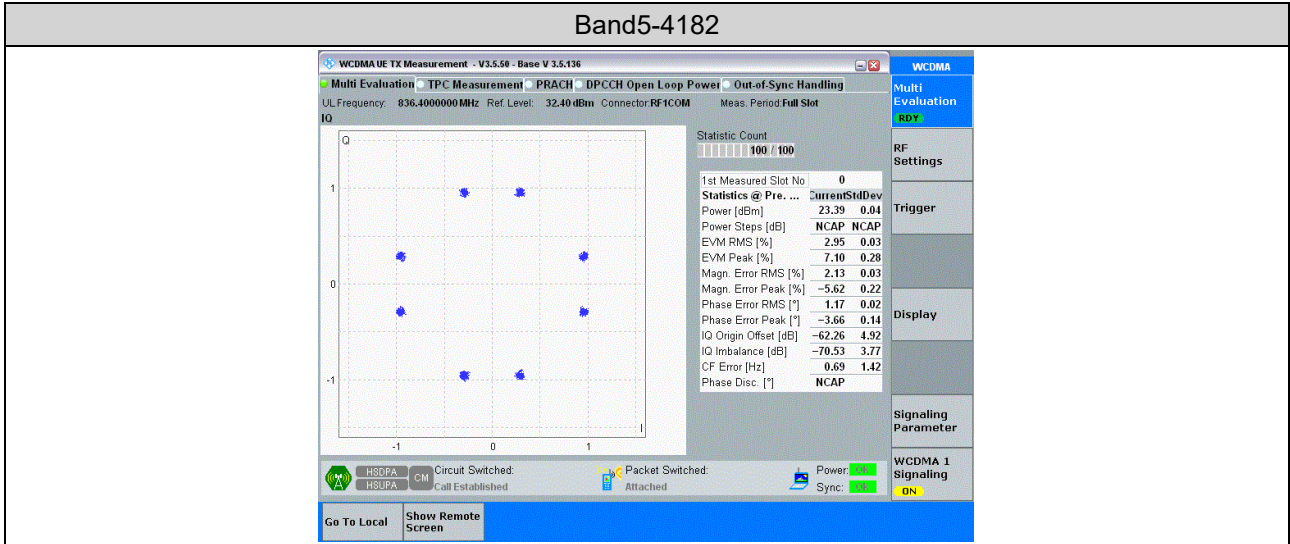 Band5-4182
WCDMA UE TX Measurement - V3.5.50 - Base V 3.5.136
WCDMA
Multi Evaluation TPC Measurement PRACH DPCCH Open Loop Power Out-of-Sync Handling
Multi
Evaluation
RDY
UL Frequency: 836.4000000 MHz Ref. Level: 32.40 dBm Connector:RF1COM Meas. Period:Full Slot
IQ
Q
1
0
-1
-1 0 1
I
Statistic Count
100 / 100
1st Measured Slot No 0
Statistics @ Pre. ... Current StdDev
Power [dBm] 23.39 0.04
Power Steps [dB] NCAP NCAP
EVM RMS [%] 2.95 0.03
EVM Peak [%] 7.10 0.28
Magn. Error RMS [%] 2.13 0.03
Magn. Error Peak [%] −5.62 0.22
Phase Error RMS [°] 1.17 0.02
Phase Error Peak [°] −3.66 0.14
IQ Origin Offset [dB] −62.26 4.92
IQ Imbalance [dB] −70.53 3.77
CF Error [Hz] 0.69 1.42
Phase Disc. [°] NCAP
RF
Settings
Trigger
Display
Signaling
Parameter
WCDMA 1
Signaling
ON
HSDPA
HSUPA
CM
Circuit Switched:
Call Established
Packet Switched:
Attached
Power:
Sync:
Go To Local
Show Remote
Screen